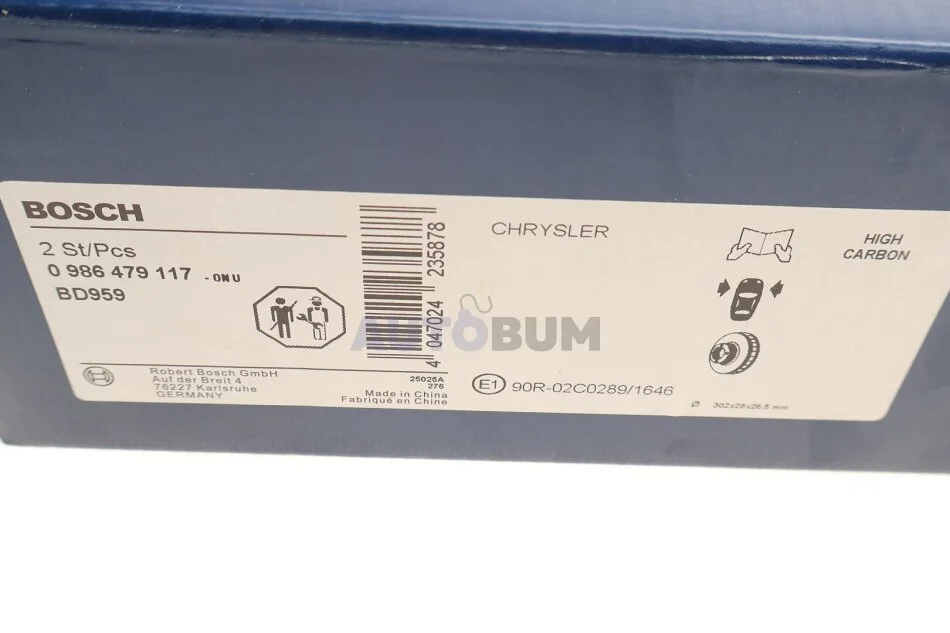 BOSCH
2 St/Pcs
0 986 479 117 - ONU
BD959
4 047024 235878
CHRYSLER
HIGH
CARBON
AUTOBUM
Robert Bosch GmbH
Auf der Breit 4
76227 Karlsruhe
GERMANY
25025A
276
Made in China
Fabriqué en Chine
E1 90R-02C0289/1646
Ø 302x28x26.5 mm